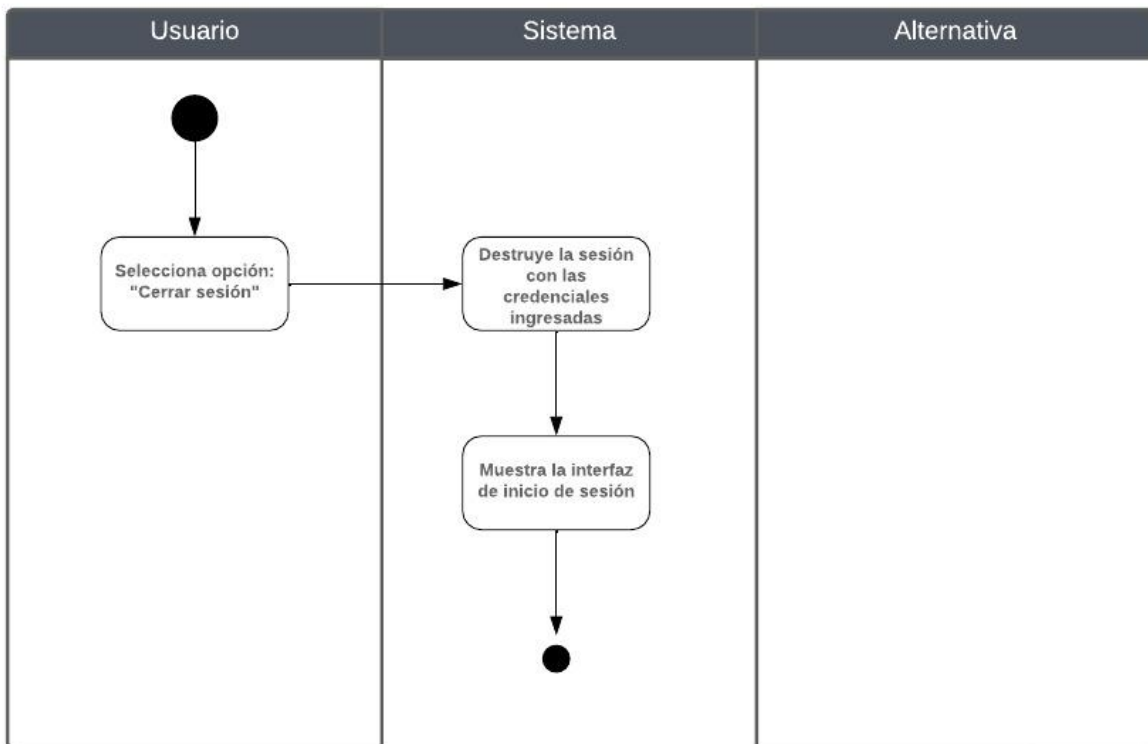 Usuario
Sistema
Alternativa
Selecciona opción:
"Cerrar sesión"
Destruye la sesión
con las
credenciales
ingresadas
Muestra la interfaz
de inicio de sesión